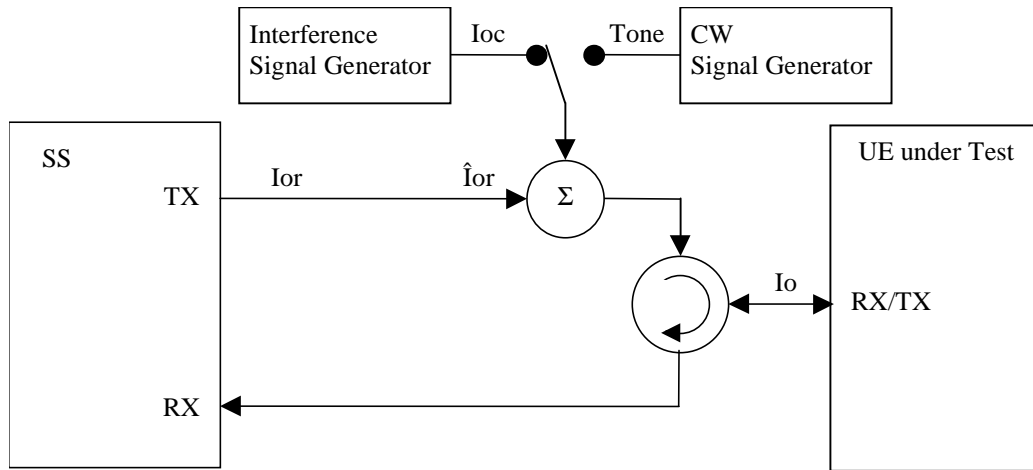 Interference
Signal Generator
Ioc
Tone
CW
Signal Generator
SS
UE under Test
TX
Ior
Îor
Σ
Io
RX/TX
RX